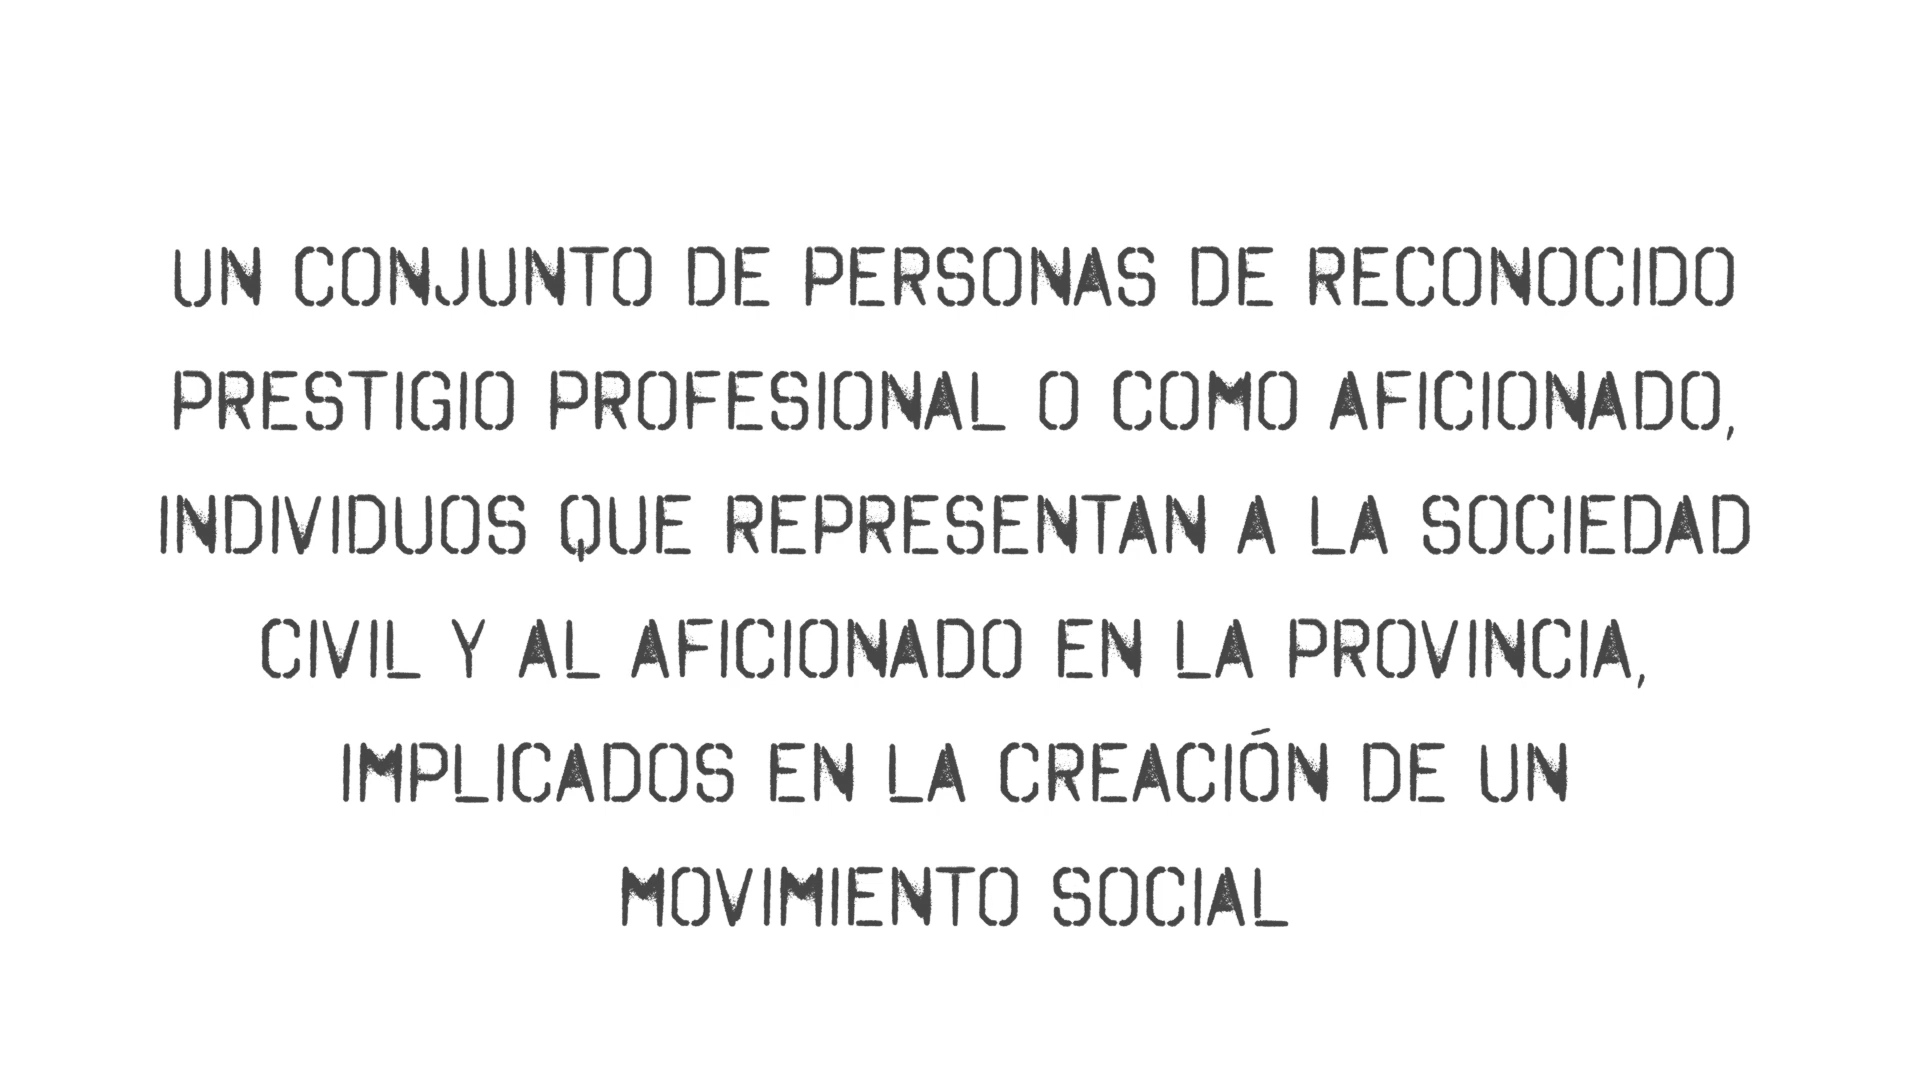 UN CONJUNTO DE PERSONAS DE RECONOCIDO
PRESTIGIO PROFESIONAL O COMO AFICIONADO,
INDIVIDUOS QUE REPRESENTAN A LA SOCIEDAD
CIVIL Y AL AFICIONADO EN LA PROVINCIA,
IMPLICADOS EN LA CREACIÓN DE UN
MOVIMIENTO SOCIAL